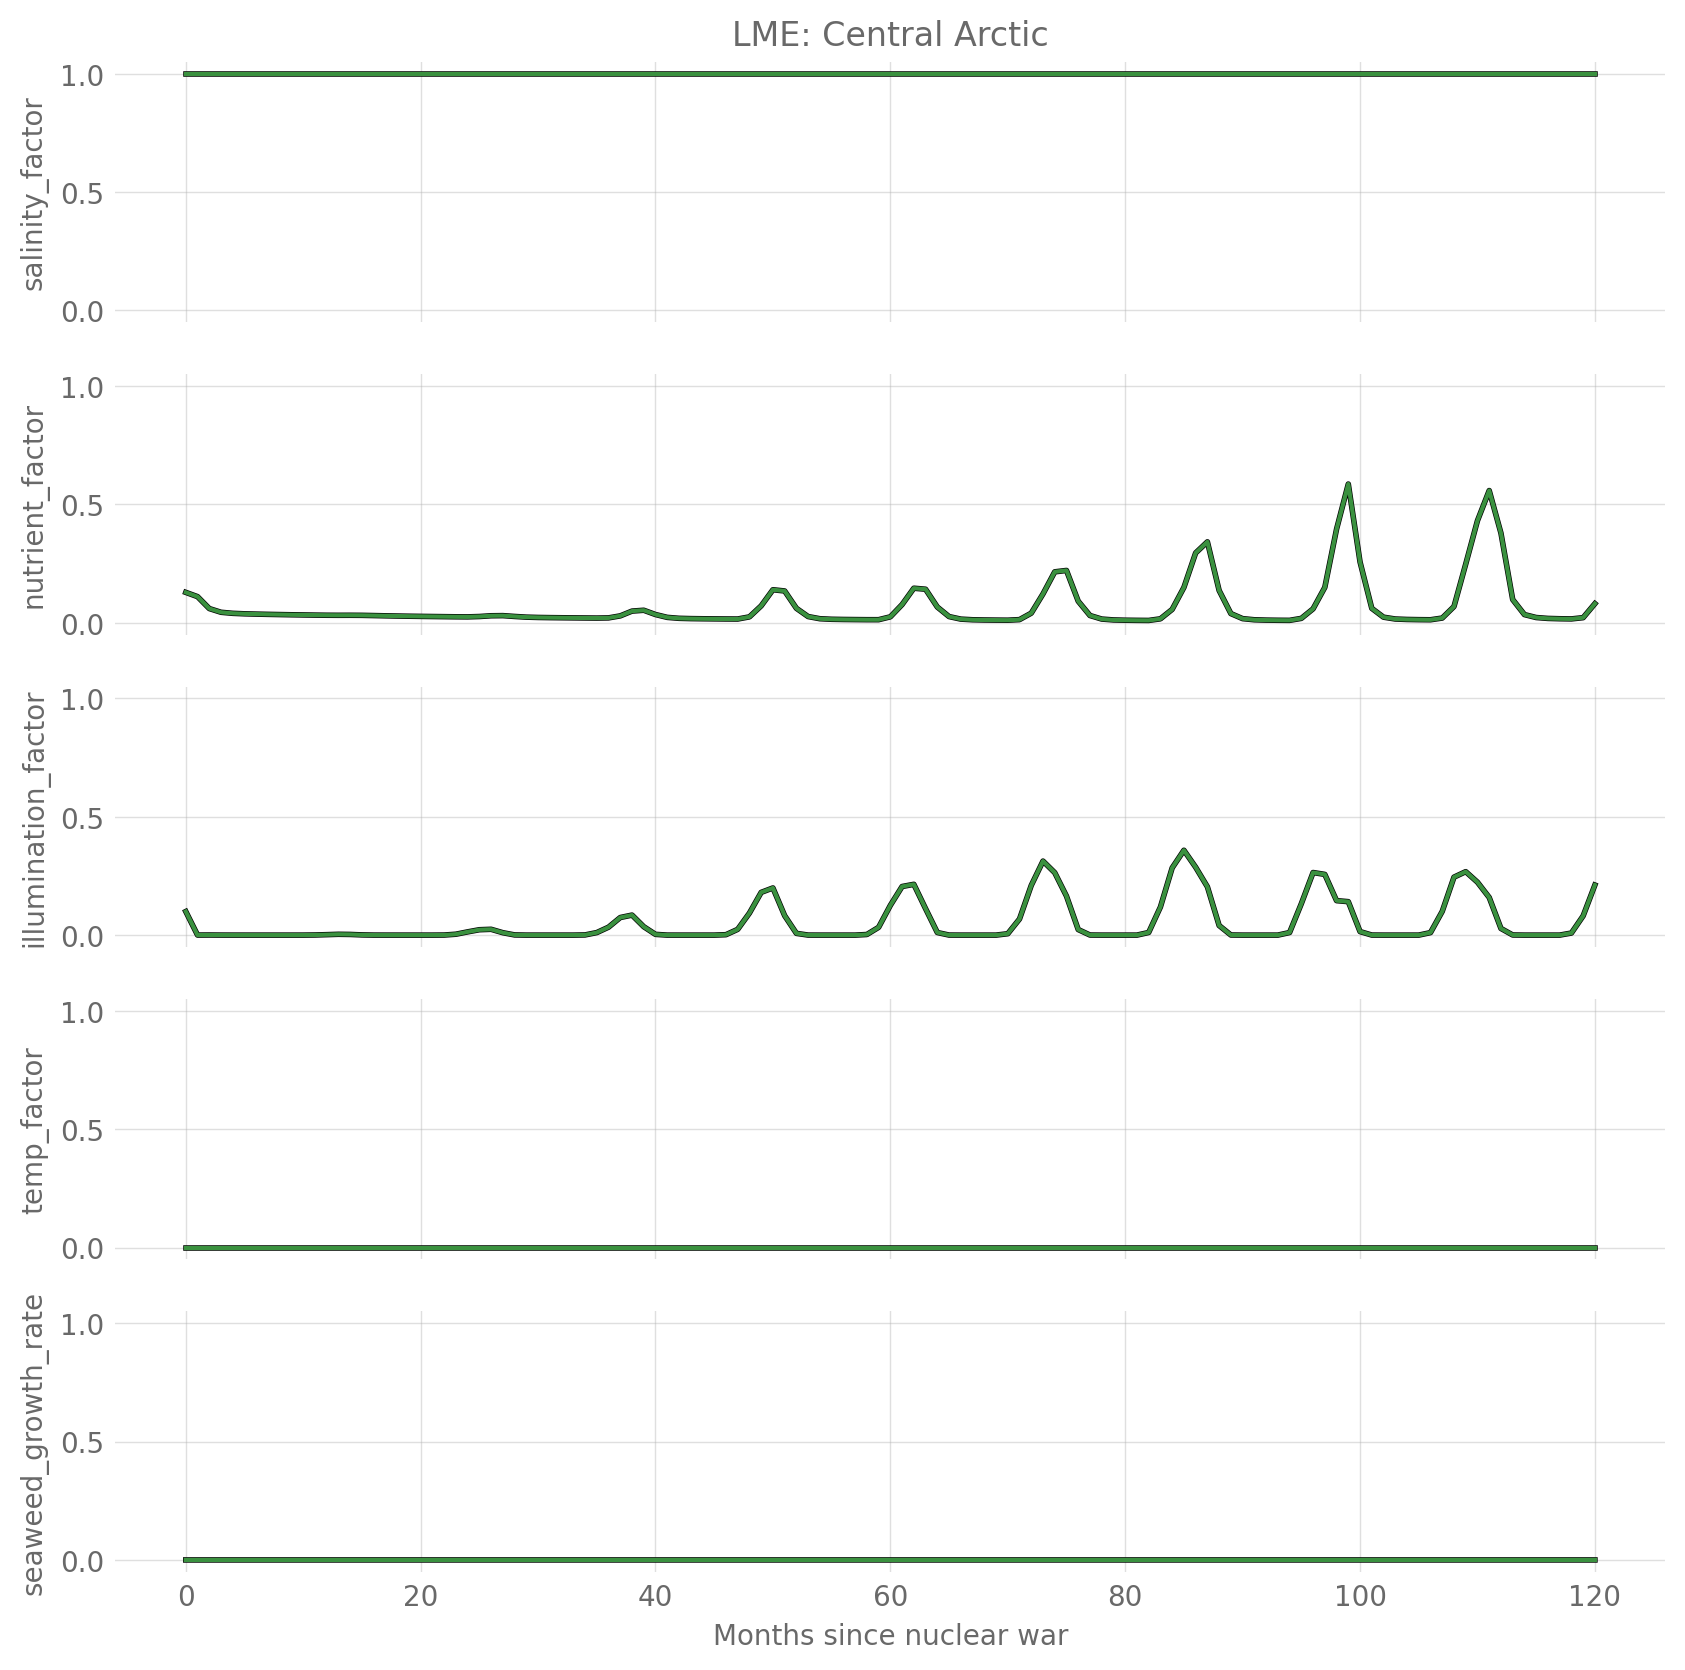 LME: Central Arctic
salinity_factor
1.0
0.5
0.0
nutrient_factor
1.0
0.5
0.0
illumination_factor
1.0
0.5
0.0
temp_factor
1.0
0.5
0.0
seaweed_growth_rate
1.0
0.5
0.0
0 20 40 60 80 100 120
Months since nuclear war